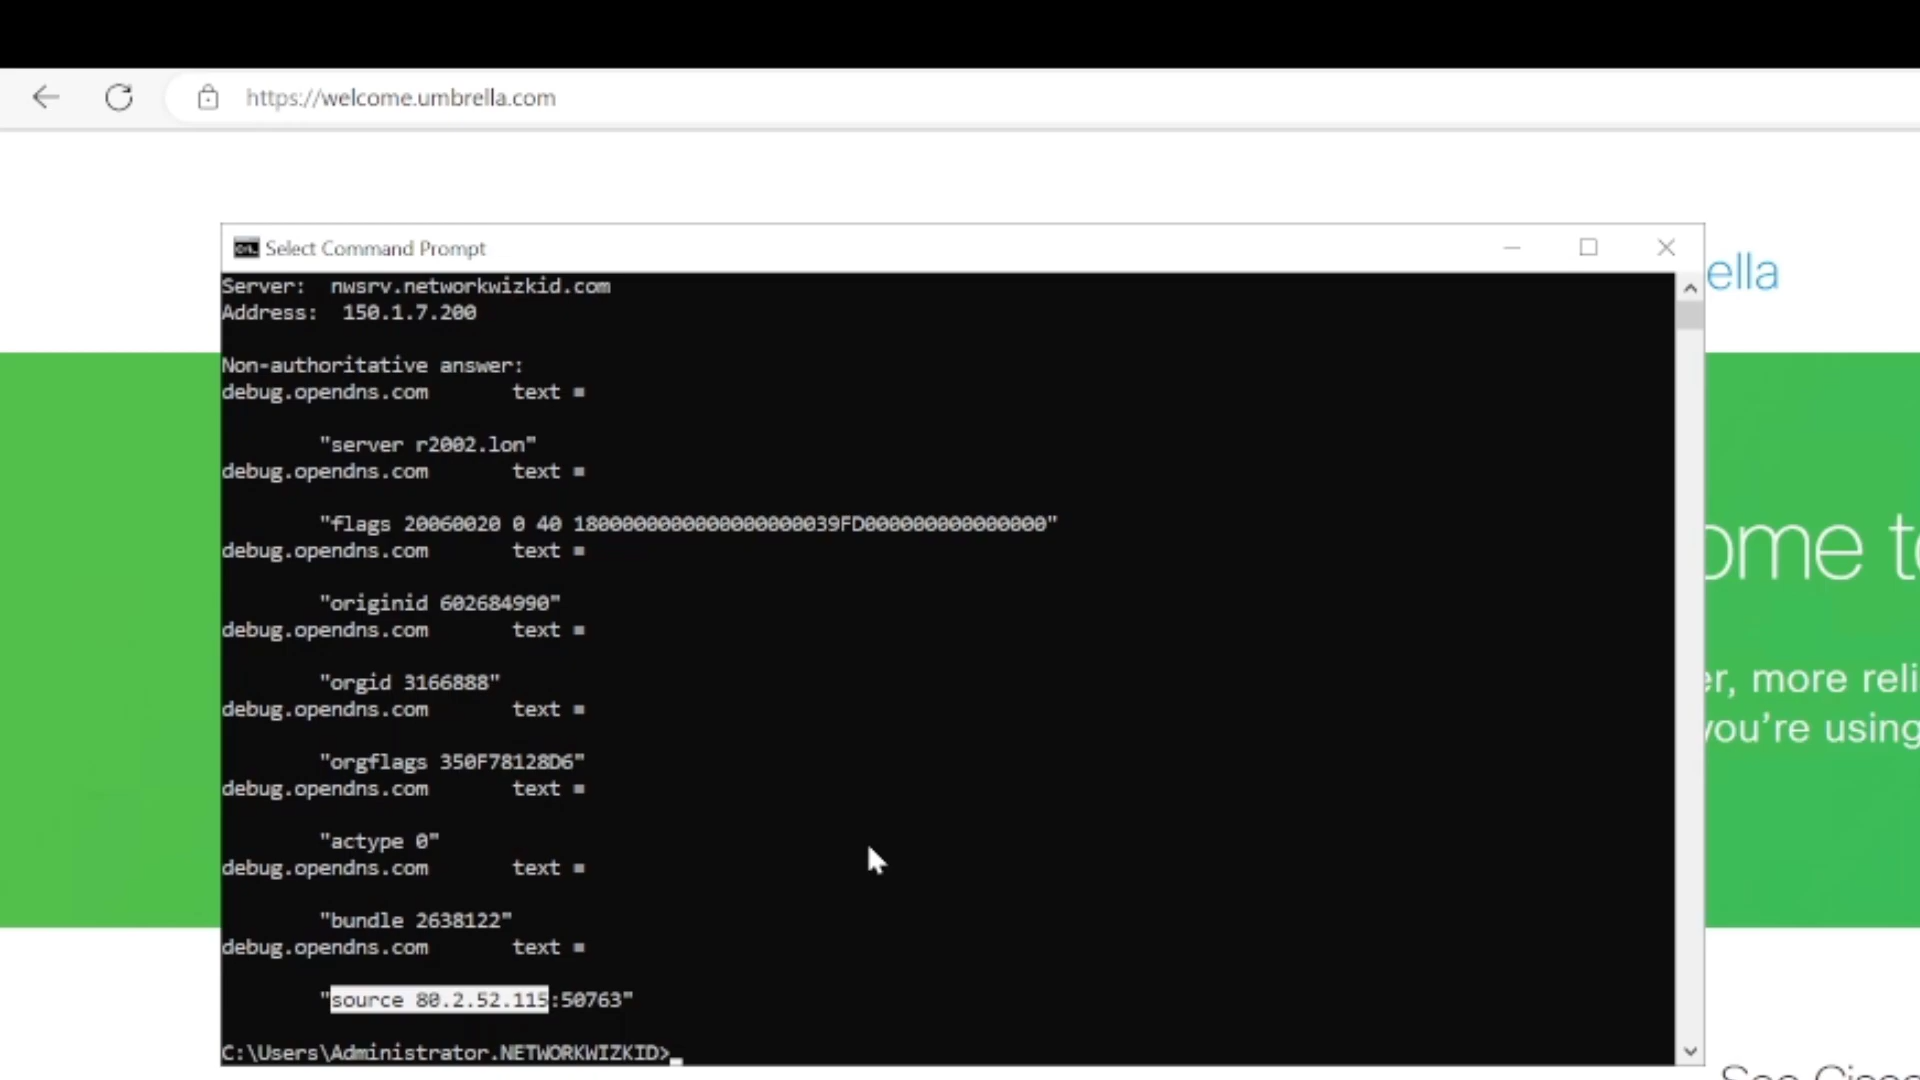 https://welcome.umbrella.com
Select Command Prompt
ella
Server:  nwsrv.networkwizkid.com
Address:  150.1.7.200
Non-authoritative answer:
debug.opendns.com       text =
"server r2002.lon"
debug.opendns.com       text =
"flags 20060020 0 40 180000000000000000000039FD000000000000000"
debug.opendns.com       text =
ome to
"originid 602684990"
debug.opendns.com       text =
"orgid 3166888"
er, more reli
debug.opendns.com       text =
you're using
"orgflags 350F78128D6"
debug.opendns.com       text =
"actype 0"
debug.opendns.com       text =
"bundle 2638122"
debug.opendns.com       text =
"source 80.2.52.115:50763"
C:\Users\Administrator.NETWORKWIZKID>_